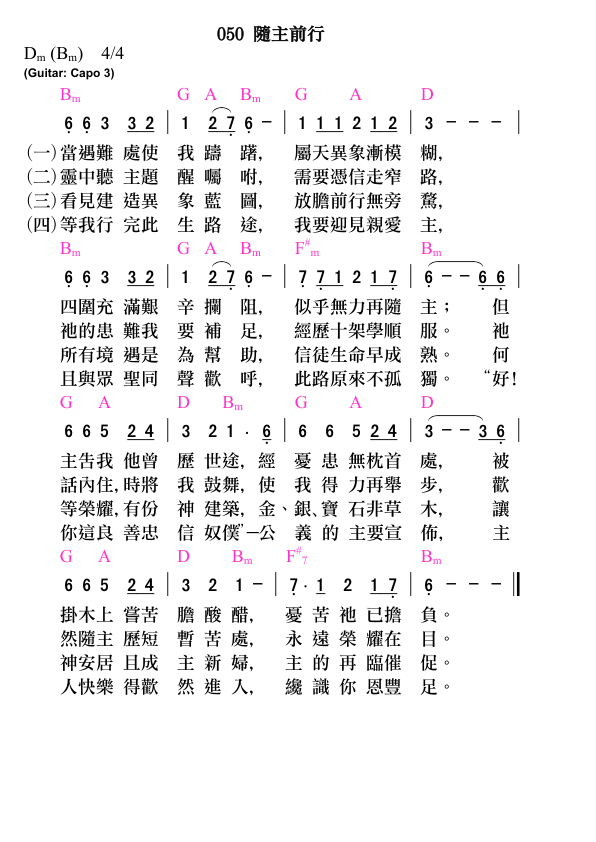 050 隨主前行
Dm (Bm) 4/4
(Guitar: Capo 3)
Bm G A Bm G A D
6 6 3 3 2 | 1 2 7 6 − | 1 1 1 2 1 2 | 3 − − − |
(一)當遇難 處使 我 躊 躇, 屬天異象漸模 糊,
(二)靈中聽 主題 醒 囑 咐, 需要憑信走窄 路,
(三)看見建 造異 象 藍 圖, 放膽前行無旁 騖,
(四)等我行 完此 生 路 途, 我要迎見親愛 主,
Bm G A Bm F#m Bm
6 6 3 3 2 | 1 2 7 6 − | 7 7 1 2 1 7 | 6 − − 6 6 |
四圍充 滿艱 辛 攔 阻, 似乎無力再隨 主; 但
祂的患 難我 要 補 足, 經歷十架學順 服。 祂
所有境 遇是 為 幫 助, 信徒生命早成 熟。 何
且與眾 聖同 聲 歡 呼, 此路原來不孤 獨。 “好!
G A D Bm G A D
6 6 5 2 4 | 3 2 1 · 6 | 6 6 5 2 4 | 3 − − 3 6 |
主告我 他曾 歷 世途, 經 憂 患 無枕首 處, 被
話內住, 時將 我 鼓舞, 使 我 得 力再舉 步, 歡
等榮耀, 有份 神 建築, 金、銀、寶 石非草 木, 讓
你這良 善忠 信 奴僕”—公 義 的 主要宣 佈, 主
G A D Bm F#7 Bm
6 6 5 2 4 | 3 2 1 − | 7 · 1 2 1 7 | 6 − − − ‖
掛木上 嘗苦 膽 酸 醋, 憂 苦 祂 已擔 負。
然隨主 歷短 暫 苦 處, 永 遠 榮 耀在 目。
神安居 且成 主 新 婦, 主 的 再 臨催 促。
人快樂 得歡 然 進 入, 纔 識 你 恩豐 足。